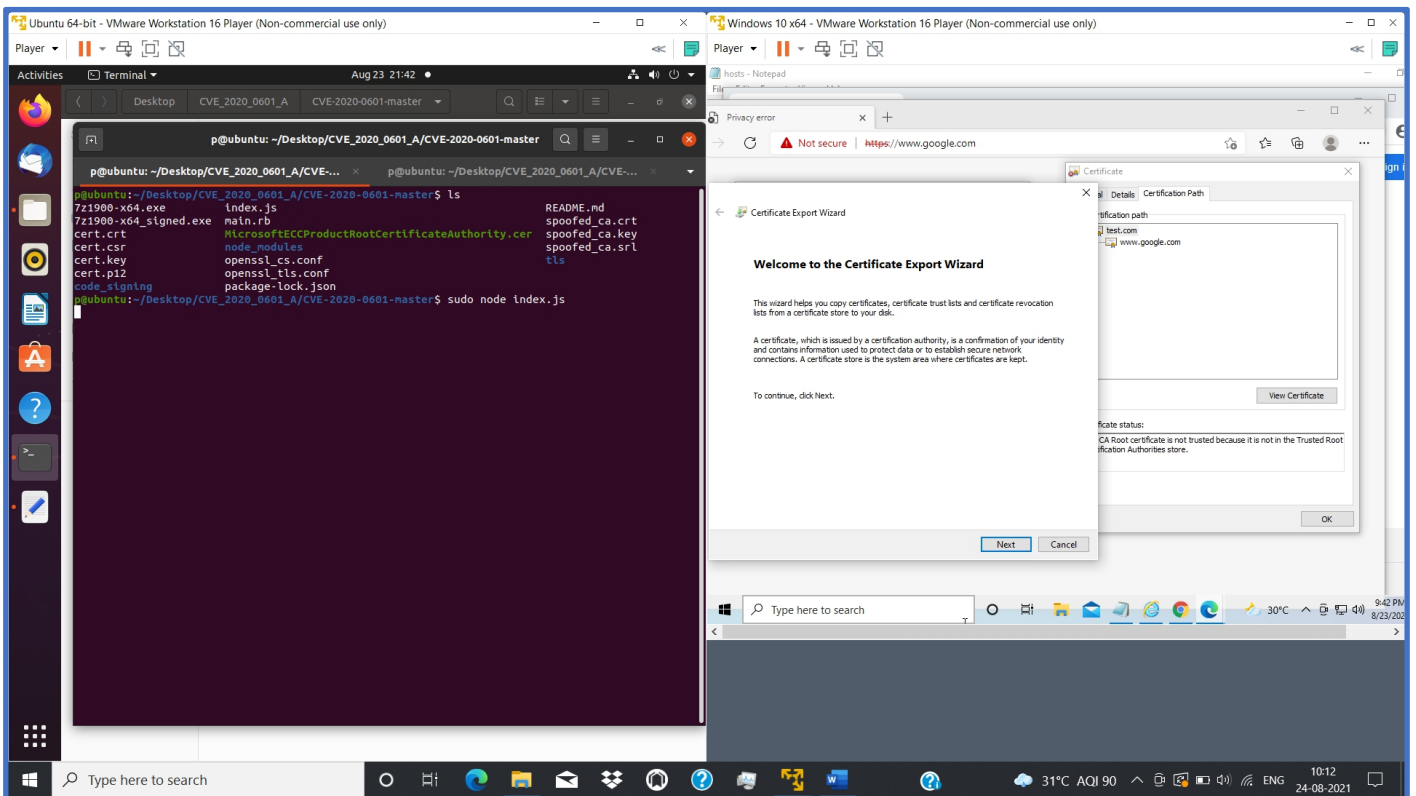 Ubuntu 64-bit - VMware Workstation 16 Player (Non-commercial use only)
Player
Activities
Terminal
Aug 23 21:42
Desktop CVE_2020_0601_A CVE-2020-0601-master
p@ubuntu: ~/Desktop/CVE_2020_0601_A/CVE-2020-0601-master
p@ubuntu: ~/Desktop/CVE_2020_0601_A/CVE-...
p@ubuntu: ~/Desktop/CVE_2020_0601_A/CVE-...
p@ubuntu:~/Desktop/CVE_2020_0601_A/CVE-2020-0601-master$ ls
7z1900-x64.exe index.js README.md
7z1900-x64_signed.exe main.rb spoofed_ca.crt
cert.crt MicrosoftECCProductRootCertificateAuthority.cer spoofed_ca.key
cert.csr node_modules spoofed_ca.srl
cert.key openssl_cs.conf tls
cert.p12 openssl_tls.conf
code_signing package-lock.json
p@ubuntu:~/Desktop/CVE_2020_0601_A/CVE-2020-0601-master$ sudo node index.js
Windows 10 x64 - VMware Workstation 16 Player (Non-commercial use only)
Player
hosts - Notepad
Privacy error
Not secure https://www.google.com
Certificate
Details Certification Path
tification path
test.com
www.google.com
View Certificate
ficate status:
CA Root certificate is not trusted because it is not in the Trusted Root
ification Authorities store.
OK
Certificate Export Wizard
Welcome to the Certificate Export Wizard
This wizard helps you copy certificates, certificate trust lists and certificate revocation
lists from a certificate store to your disk.
A certificate, which is issued by a certification authority, is a confirmation of your identity
and contains information used to protect data or to establish secure network
connections. A certificate store is the system area where certificates are kept.
To continue, click Next.
Next Cancel
Type here to search
30°C
9:42 PM
8/23/202
Type here to search
31°C AQI 90
ENG
10:12
24-08-2021